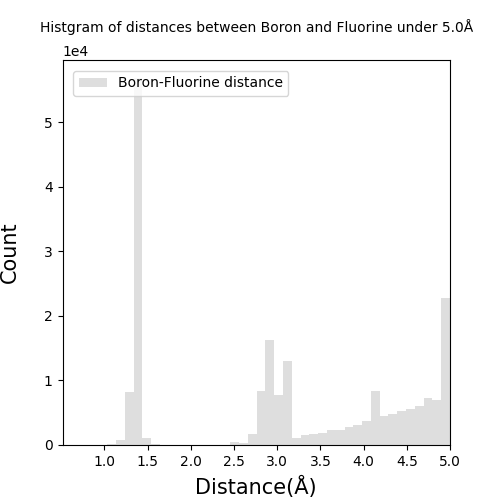 Histgram of distances between Boron and Fluorine under 5.0Å
1e4
Boron-Fluorine distance
5
4
3
2
1
0
Count
1.0 1.5 2.0 2.5 3.0 3.5 4.0 4.5 5.0
Distance(Å)